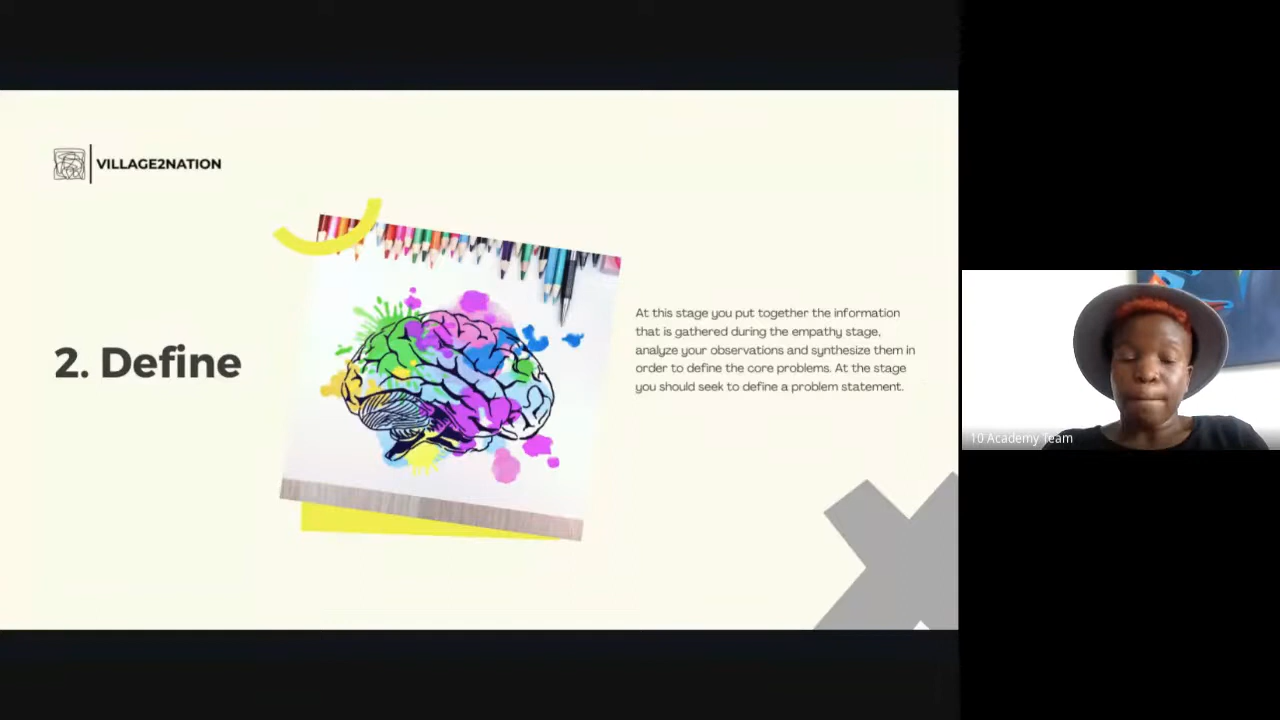 VILLAGE2NATION
2. Define
At this stage you put together the information
that is gathered during the empathy stage,
analyze your observations and synthesize them in
order to define the core problems. At the stage
you should seek to define a problem statement.
10 Academy Team